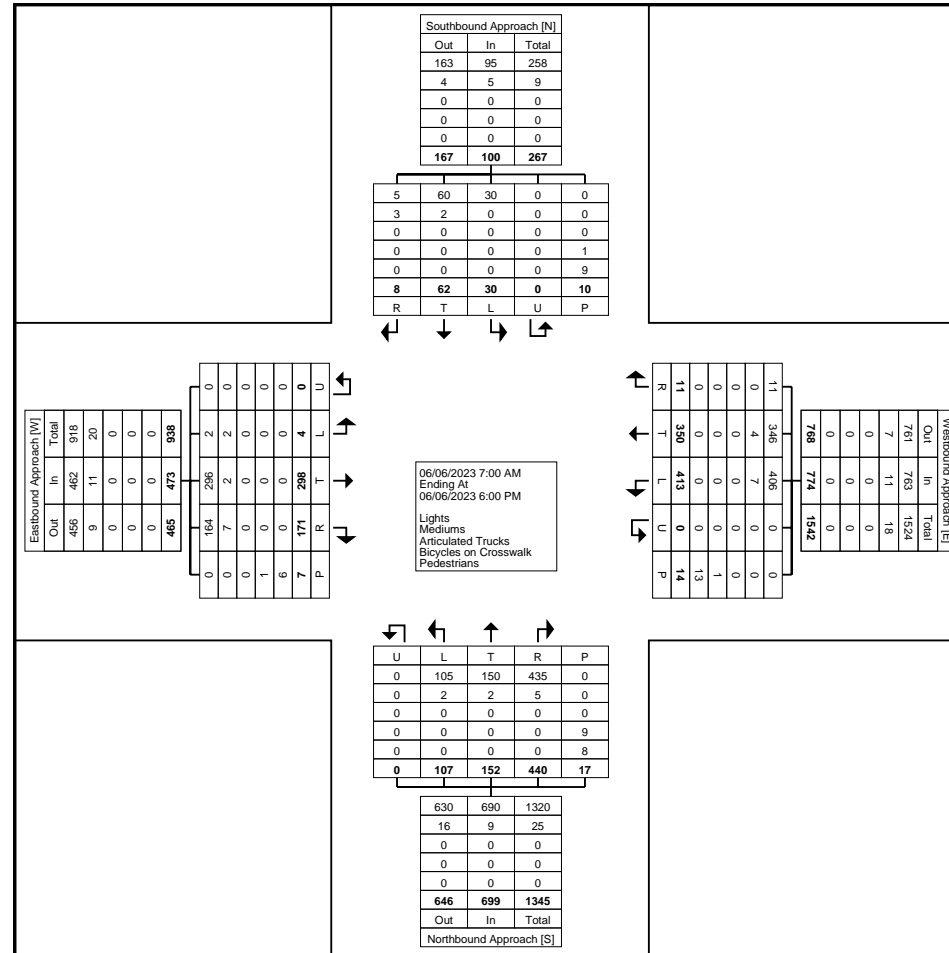 Southbound Approach [N]
Out In Total
163 95 258
4 5 9
0 0 0
0 0 0
0 0 0
167 100 267
5 60 30 0 0
3 2 0 0 0
0 0 0 0 0
0 0 0 0 1
0 0 0 0 9
8 62 30 0 10
R T L U P
Eastbound Approach [W]
Total In Out
918 462 456
20 11 9
0 0 0
0 0 0
0 0 0
938 473 465
0 2 296 164 0
0 2 2 7 0
0 0 0 0 0
0 0 0 0 1
0 0 0 0 6
0 4 298 171 7
U L T R P
06/06/2023 7:00 AM
Ending At
06/06/2023 6:00 PM
Lights
Mediums
Articulated Trucks
Bicycles on Crosswalk
Pedestrians
R T L U P
11 350 413 0 14
0 0 0 0 13
0 0 0 0 1
0 0 0 0 0
0 4 7 0 0
11 346 406 0 0
768 774 1542
0 0 0
0 0 0
0 0 0
7 11 18
761 763 1524
Out In Total
Westbound Approach [E]
U L T R P
0 105 150 435 0
0 2 2 5 0
0 0 0 0 0
0 0 0 0 9
0 0 0 0 8
0 107 152 440 17
630 690 1320
16 9 25
0 0 0
0 0 0
0 0 0
646 699 1345
Out In Total
Northbound Approach [S]